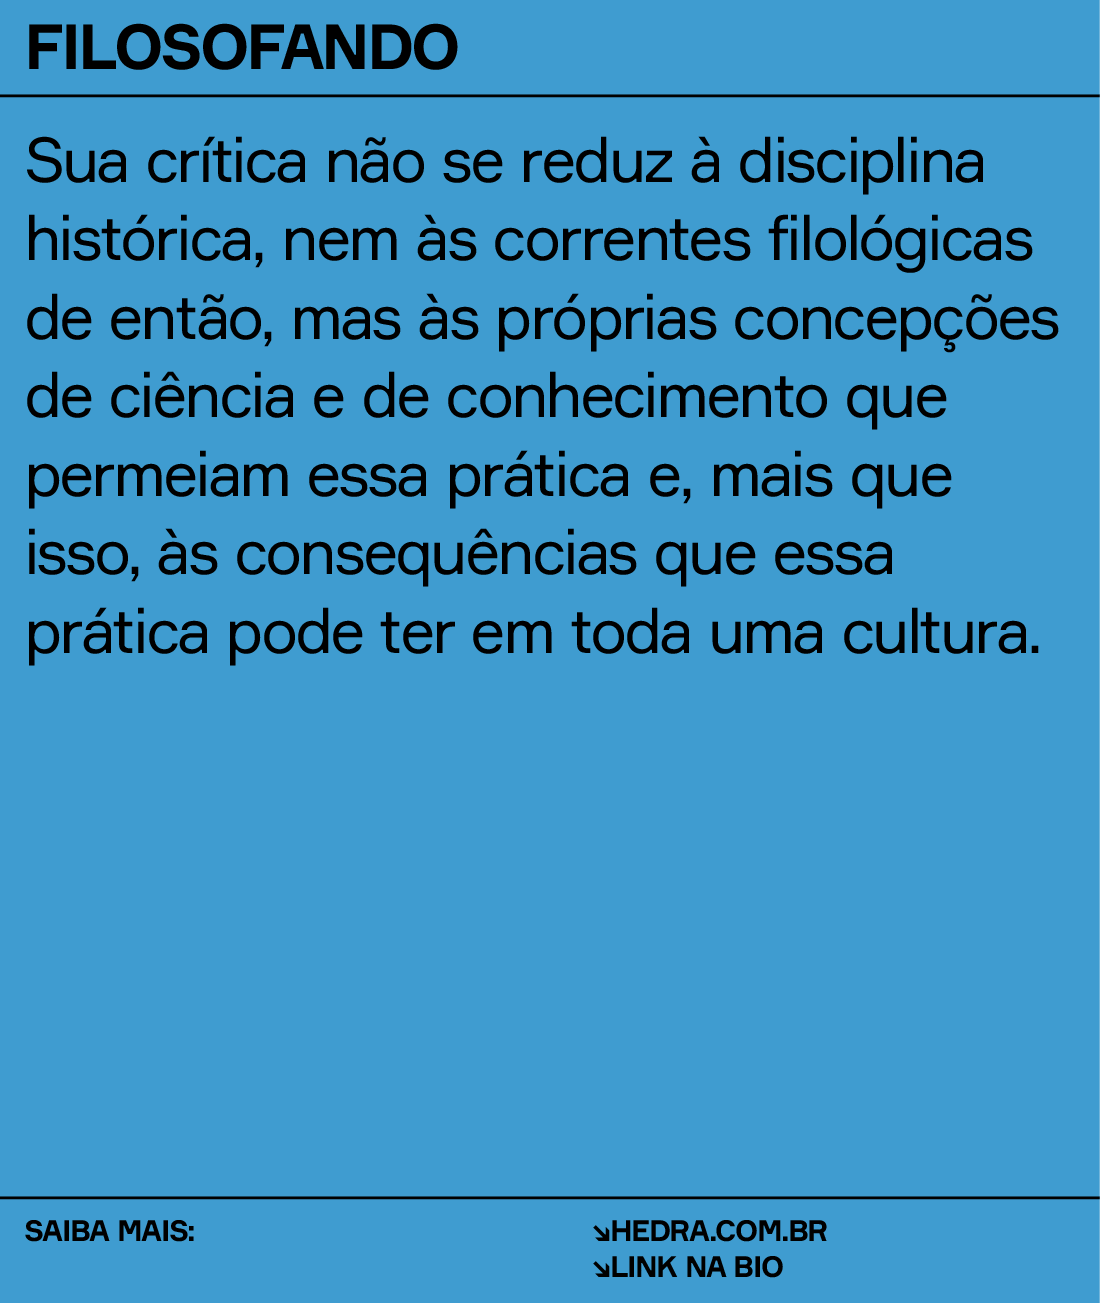 FILOSOFANDO
Sua crítica não se reduz à disciplina
histórica, nem às correntes filológicas
de então, mas às próprias concepções
de ciência e de conhecimento que
permeiam essa prática e, mais que
isso, às consequências que essa
prática pode ter em toda uma cultura.
SAIBA MAIS:
↘HEDRA.COM.BR
↘LINK NA BIO